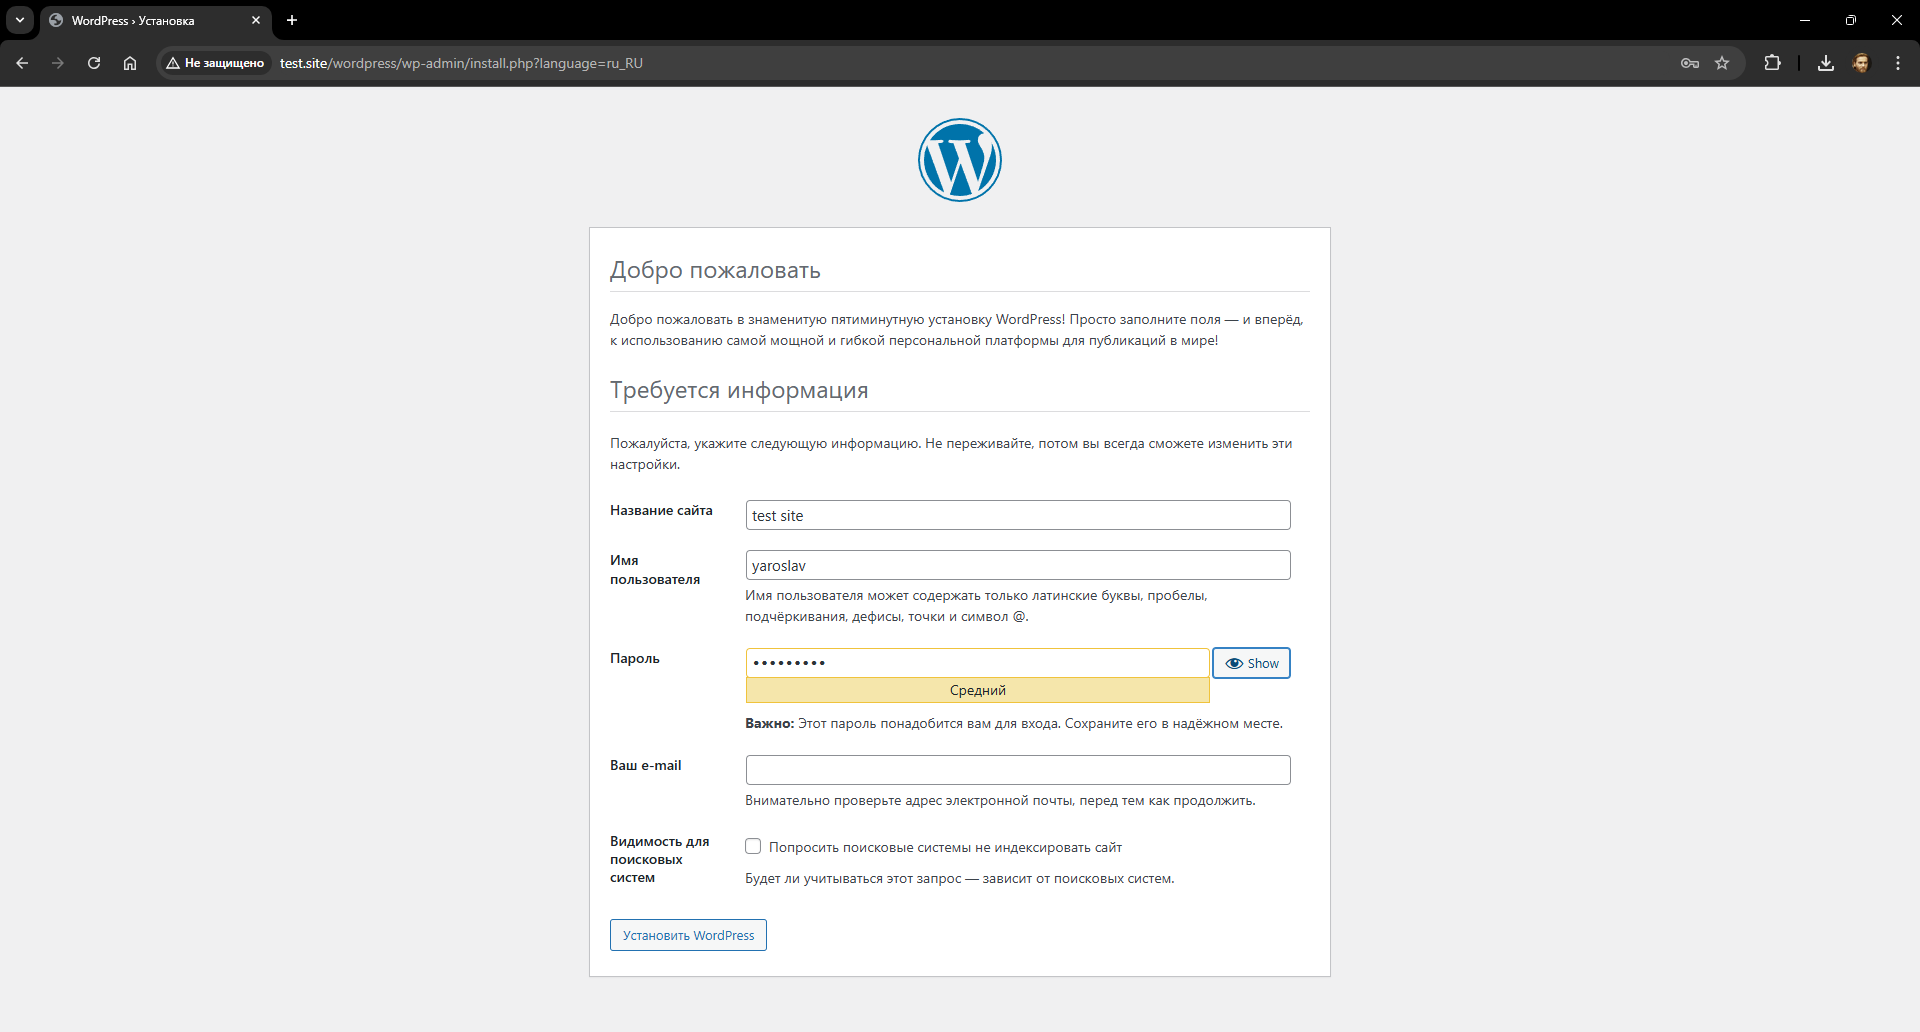 WordPress › Установка
Не защищено
test.site/wordpress/wp-admin/install.php?language=ru_RU
Добро пожаловать
Добро пожаловать в знаменитую пятиминутную установку WordPress! Просто заполните поля — и вперёд,
к использованию самой мощной и гибкой персональной платформы для публикаций в мире!
Требуется информация
Пожалуйста, укажите следующую информацию. Не переживайте, потом вы всегда сможете изменить эти
настройки.
Название сайта
test site
Имя
пользователя
yaroslav
Имя пользователя может содержать только латинские буквы, пробелы,
подчёркивания, дефисы, точки и символ @.
Пароль
•••••••••
Show
Средний
Важно: Этот пароль понадобится вам для входа. Сохраните его в надёжном месте.
Ваш e-mail
Внимательно проверьте адрес электронной почты, перед тем как продолжить.
Видимость для
поисковых
систем
Попросить поисковые системы не индексировать сайт
Будет ли учитываться этот запрос — зависит от поисковых систем.
Установить WordPress